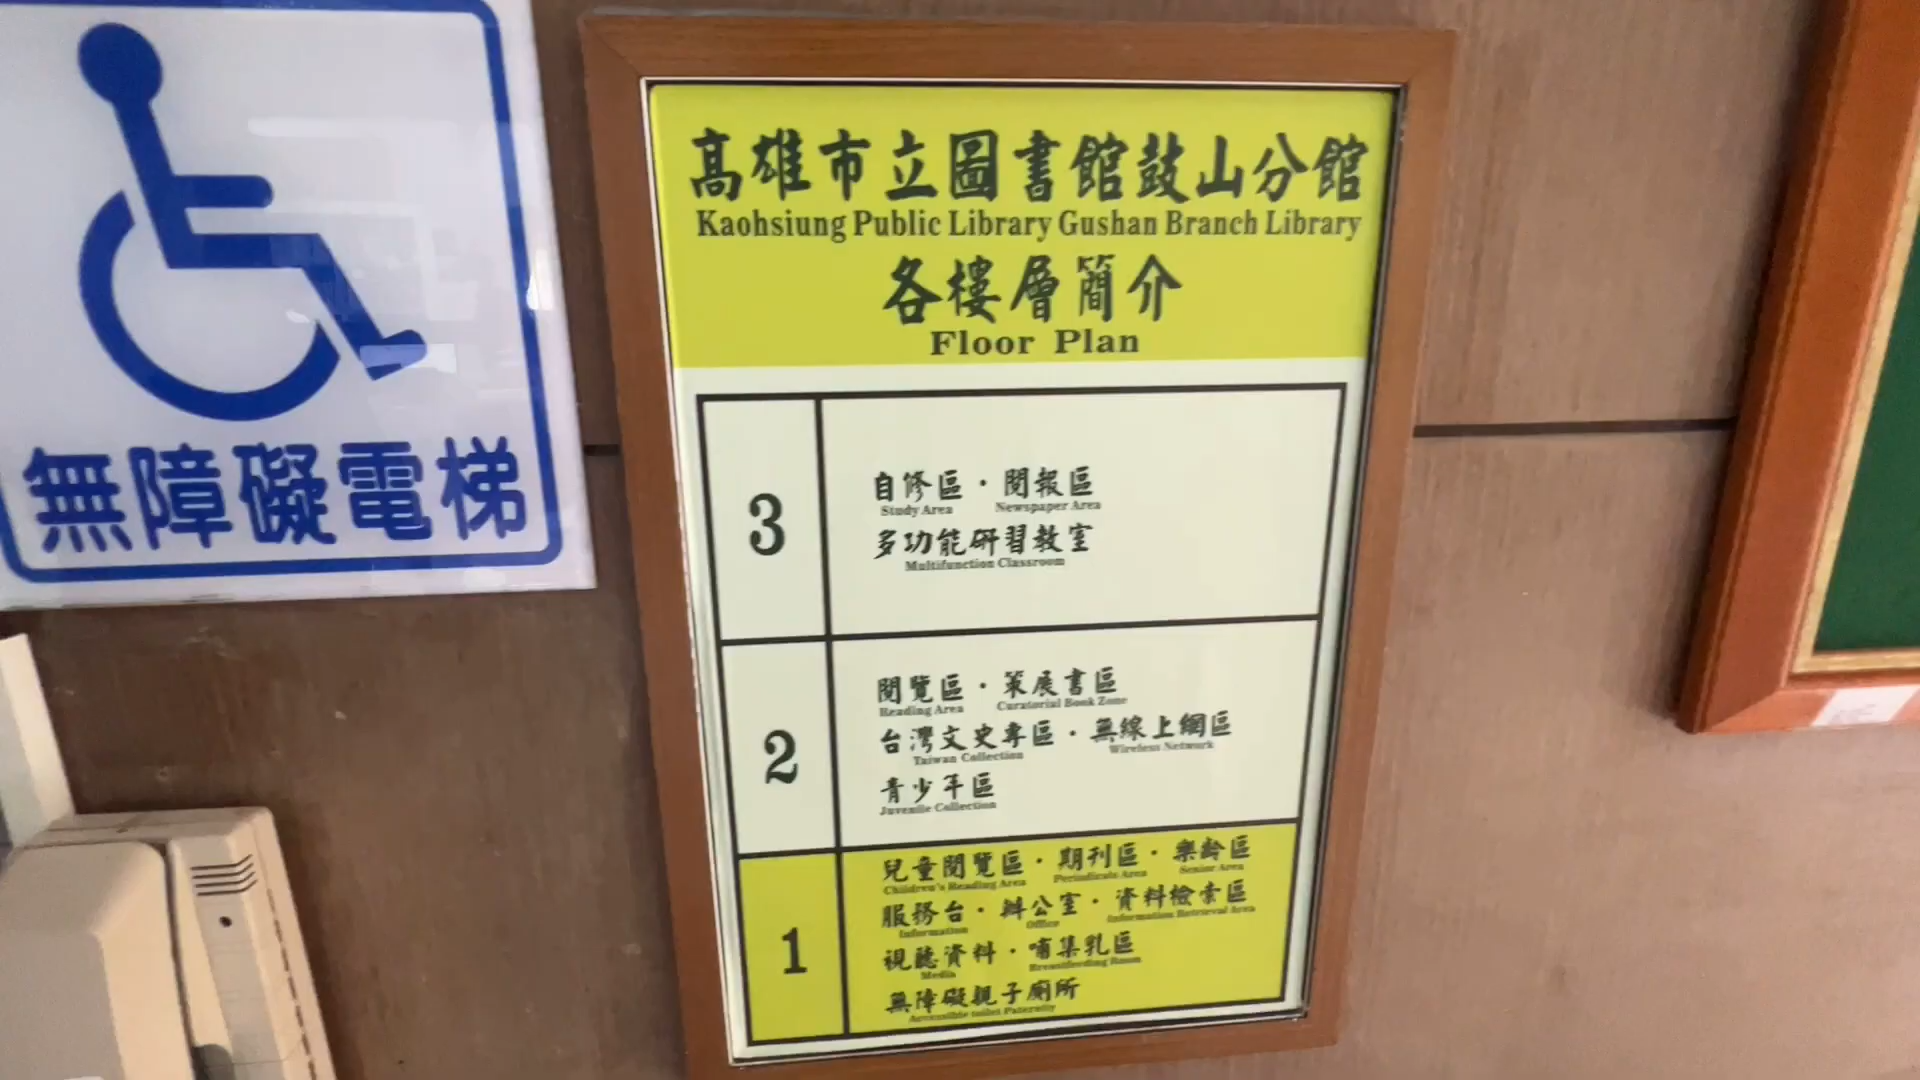 無障礙電梯
高雄市立圖書館鼓山分館
Kaohsiung Public Library Gushan Branch Library
各樓層簡介
Floor Plan
3
自修區・閱報區
Study Area Newspaper Area
多功能研習教室
Multifunction Classroom
2
閱覽區・策展書區
Reading Area Curatorial Book Zone
台灣文史專區・無線上網區
Taiwan Collection Wireless Network
青少年區
Juvenile Collection
1
兒童閱覽區・期刊區・樂齡區
Children's Reading Area Periodicals Area Senior Area
服務台・辦公室・資料檢索區
Information Office Information Retrieval Area
視聽資料・哺集乳區
Media Breastfeeding Room
無障礙親子廁所
Accessible toilet Paternity